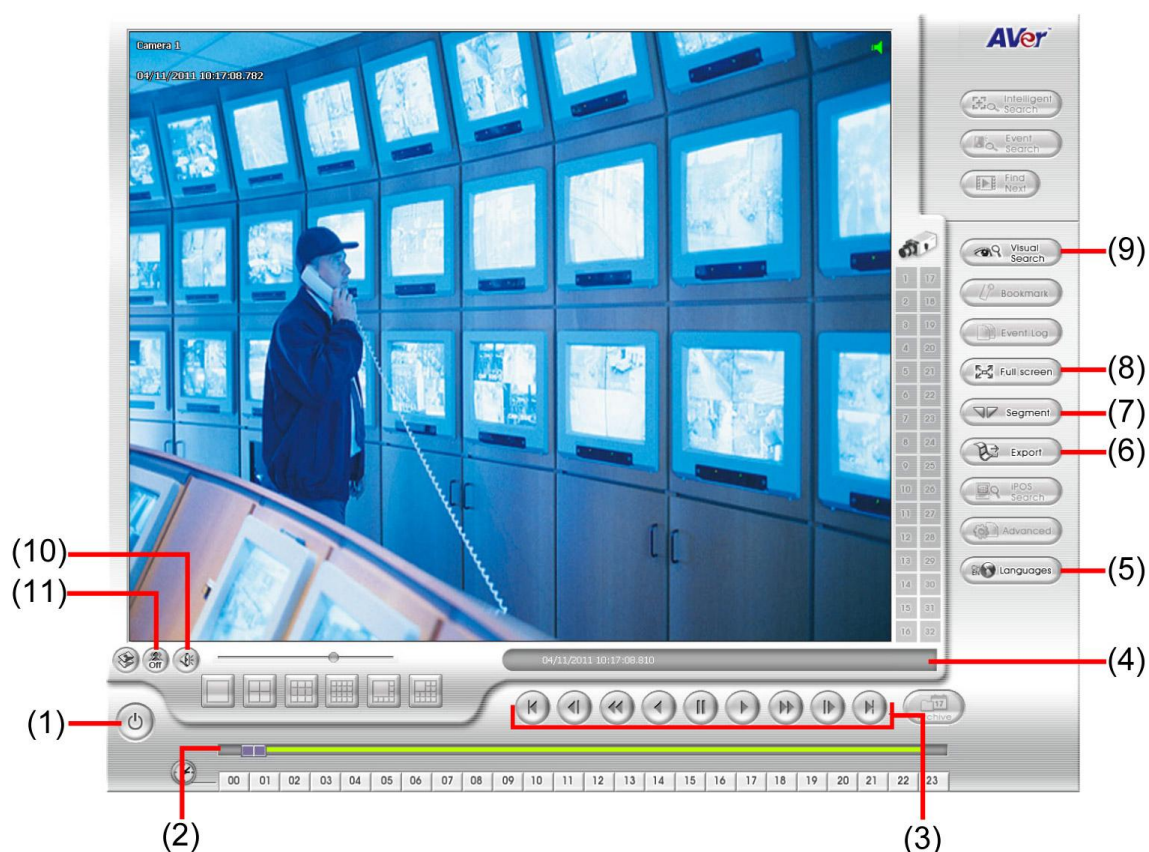 Camera 1
04/11/2011 10:17:08.782
AVer
Intelligent
Search
Event
Search
Find
Next
(9)
Visual
Search
Bookmark
Event Log
(8)
Full screen
(7)
Segment
(6)
Export
iPOS
Search
Advanced
(5)
Languages
1 17
2 18
3 19
4 20
5 21
6 22
7 23
8 24
9 25
10 26
11 27
12 28
13 29
14 30
15 31
16 32
(10)
(11)
Off
04/11/2011 10:17:08.810
(4)
(1)
17
00 01 02 03 04 05 06 07 08 09 10 11 12 13 14 15 16 17 18 19 20 21 22 23
(2)
(3)